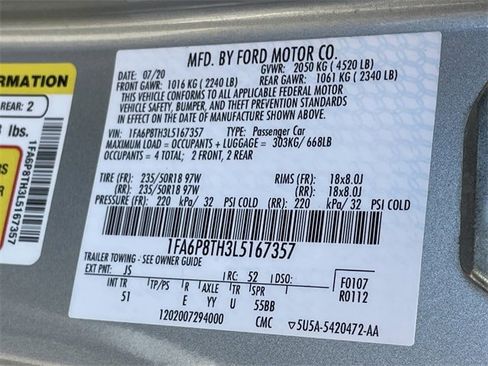 FORMATION
REAR: 2
lbs.
1FA6P8TH3L5167357
MFD. BY FORD MOTOR CO.
DATE: 07/20 GVWR: 2050 KG ( 4520 LB)
FRONT GAWR: 1016 KG ( 2240 LB) REAR GAWR: 1061 KG ( 2340 LB)
THIS VEHICLE CONFORMS TO ALL APPLICABLE FEDERAL MOTOR
VEHICLE SAFETY, BUMPER, AND THEFT PREVENTION STANDARDS
IN EFFECT ON THE DATE OF MANUFACTURE SHOWN ABOVE.
VIN: 1FA6P8TH3L5167357 TYPE: Passenger Car
MAXIMUM LOAD = OCCUPANTS + LUGGAGE = 303KG/ 668LB
OCCUPANTS = 4 TOTAL; 2 FRONT, 2 REAR
TIRE (FR): 235/50R18 97W RIMS (FR): 18x8.0J
(RR): 235/50R18 97W (RR): 18x8.0J
PRESSURE (FR): 220 kPa/ 32 PSI COLD (RR): 220 kPa/ 32 PSI COLD
1FA6P8TH3L5167357
TRAILER TOWING - SEE OWNER GUIDE
EXT PNT: JS RC: 52 DSO: F0107
INT TR TP/PS R AXLE TR SPR R0112
51 E YY U 55BB
1202007294000 CMC 5U5A-5420472-AA